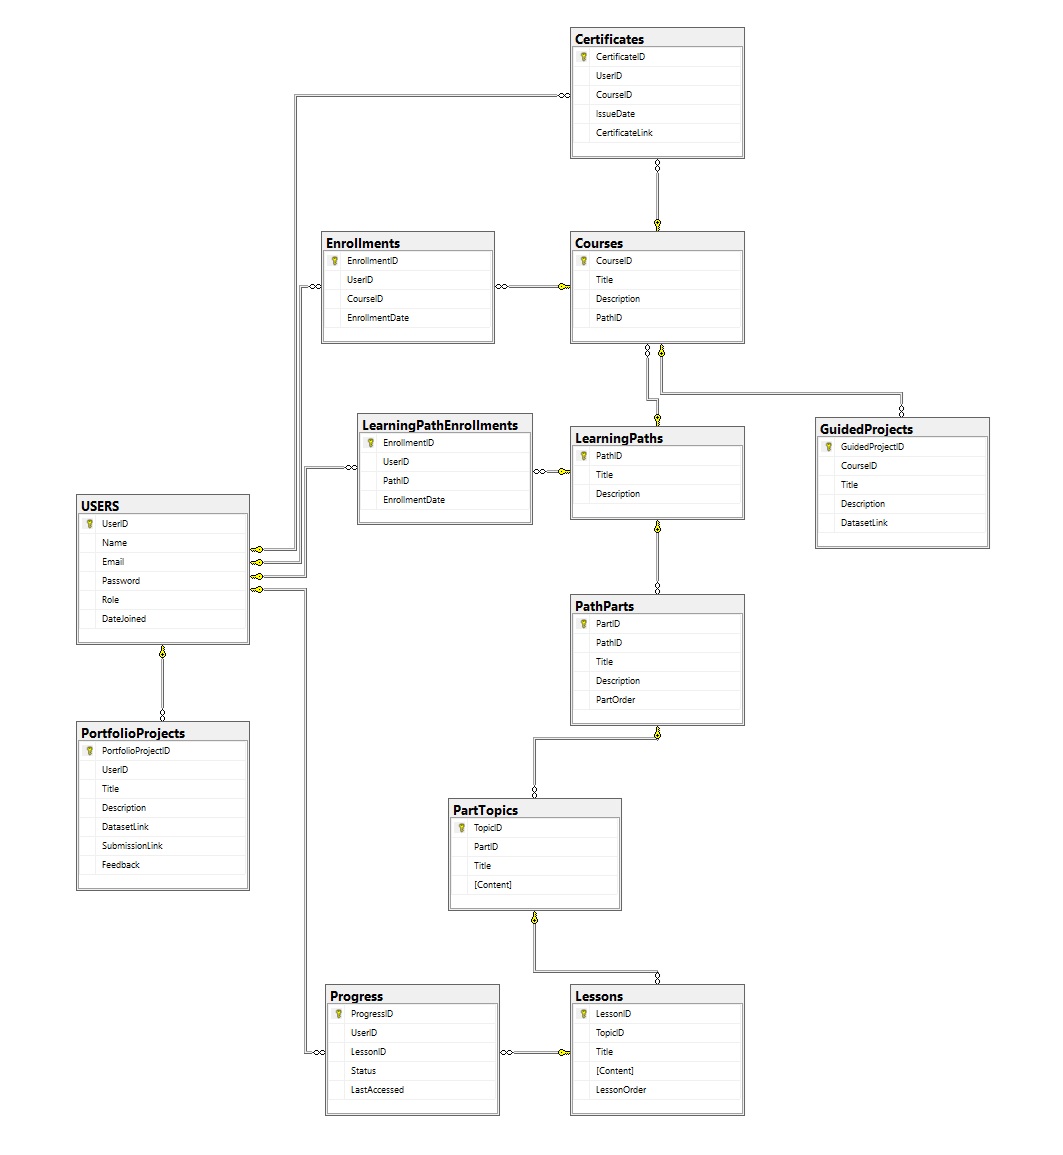 Certificates
CertificateID
UserID
CourseID
IssueDate
CertificateLink
Enrollments
EnrollmentID
UserID
CourseID
EnrollmentDate
Courses
CourseID
Title
Description
PathID
LearningPathEnrollments
EnrollmentID
UserID
PathID
EnrollmentDate
LearningPaths
PathID
Title
Description
GuidedProjects
GuidedProjectID
CourseID
Title
Description
DatasetLink
USERS
UserID
Name
Email
Password
Role
DateJoined
PathParts
PartID
PathID
Title
Description
PartOrder
PortfolioProjects
PortfolioProjectID
UserID
Title
Description
DatasetLink
SubmissionLink
Feedback
PartTopics
TopicID
PartID
Title
[Content]
Progress
ProgressID
UserID
LessonID
Status
LastAccessed
Lessons
LessonID
TopicID
Title
[Content]
LessonOrder